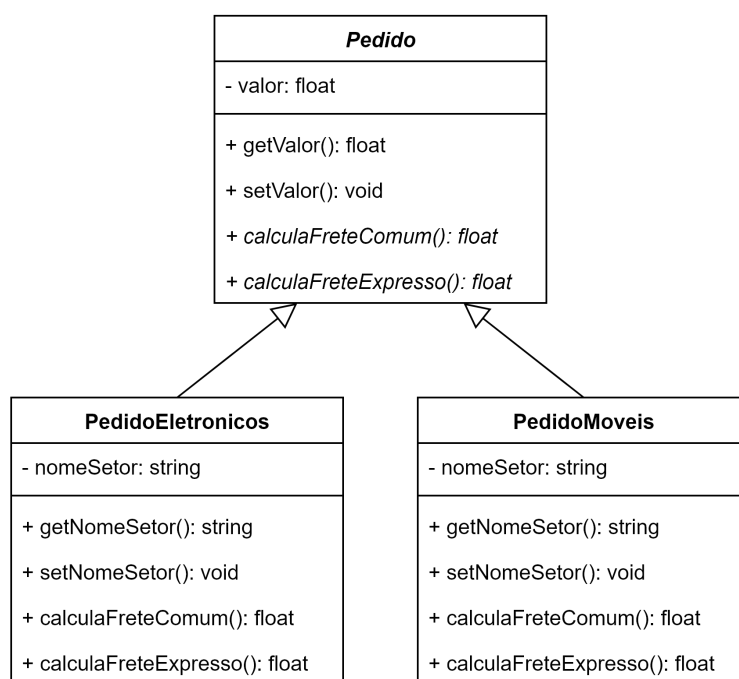 Pedido
- valor: float
+ getValor(): float
+ setValor(): void
+ calculaFreteComum(): float
+ calculaFreteExpresso(): float
PedidoEletronicos
- nomeSetor: string
+ getNomeSetor(): string
+ setNomeSetor(): void
+ calculaFreteComum(): float
+ calculaFreteExpresso(): float
PedidoMoveis
- nomeSetor: string
+ getNomeSetor(): string
+ setNomeSetor(): void
+ calculaFreteComum(): float
+ calculaFreteExpresso(): float